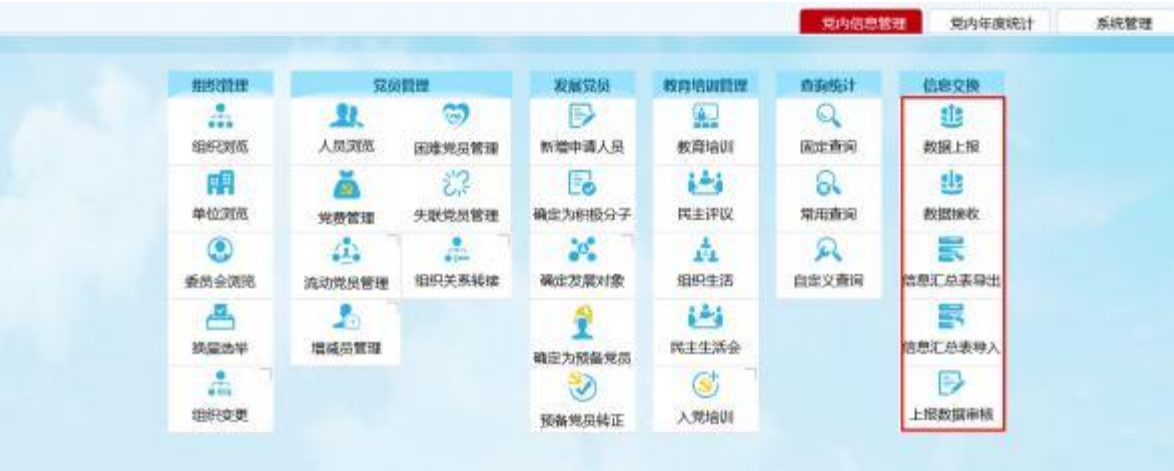 党内信息管理 党内年度统计 系统管理
组织管理 党员管理 发展党员 教育培训管理 查询统计 信息交换
组织浏览 人员浏览 困难党员管理 新增申请人员 教育培训 固定查询 数据上报
单位浏览 党费管理 失联党员管理 确定为积极分子 民主评议 常用查询 数据接收
委员会浏览 流动党员管理 组织关系转接 确定发展对象 组织生活 自定义查询 信息汇总表导出
换届选举 增减员管理 确定为预备党员 民主生活会 信息汇总表导入
组织变更 预备党员转正 入党培训 上报数据审核